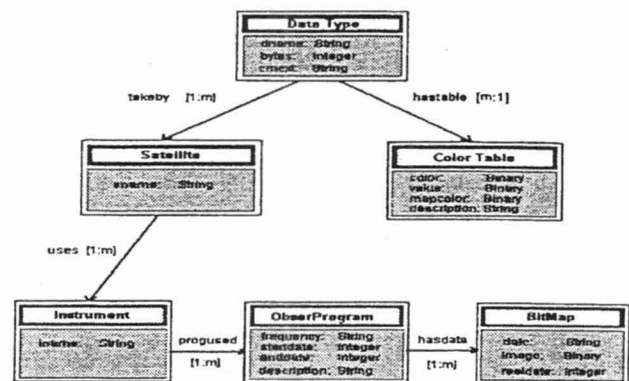 Data Type
dname: String
bytes: Integer
cmext: String
takeby [1:m]
hastable [m:1]
Satellite
sname: String
Color Table
color: Binary
value: Binary
mapcolor: Binary
description: String
uses [1:m]
Instrument
iname: String
progused
[1:m]
ObserProgram
frequency: String
startdate: Integer
enddate: Integer
description: String
hasdata
[1:m]
BitMap
date: String
image: Binary
realdate: Integer